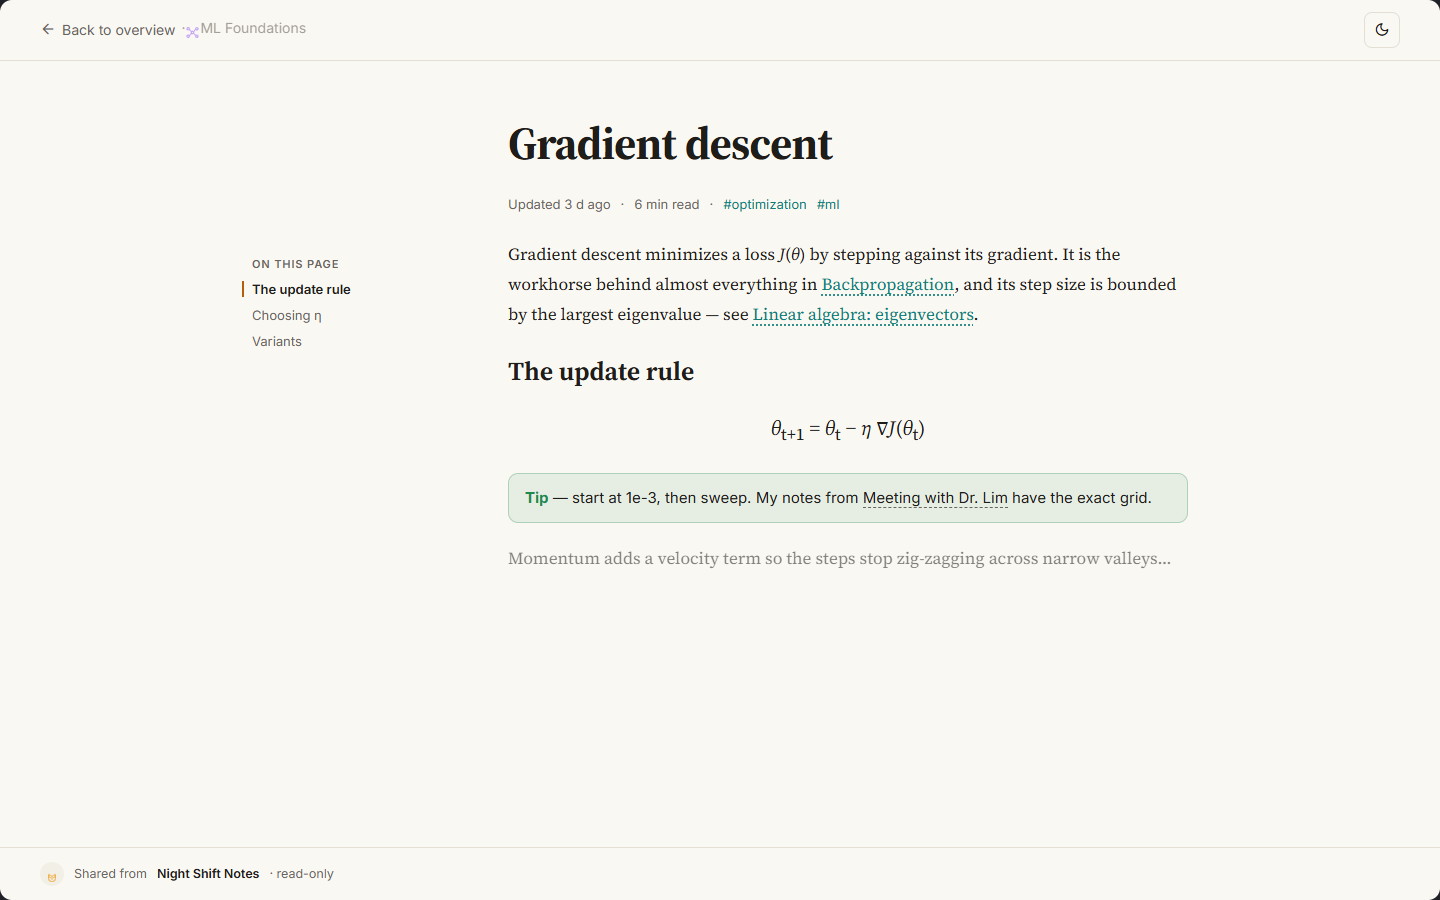 Back to overview · ML Foundations
Gradient descent
Updated 3 d ago · 6 min read · #optimization #ml
ON THIS PAGE
The update rule
Choosing η
Variants
Gradient descent minimizes a loss J(θ) by stepping against its gradient. It is the
workhorse behind almost everything in Backpropagation, and its step size is bounded
by the largest eigenvalue — see Linear algebra: eigenvectors.
The update rule
θt+1 = θt − η ∇J(θt)
Tip — start at 1e-3, then sweep. My notes from Meeting with Dr. Lim have the exact grid.
Momentum adds a velocity term so the steps stop zig-zagging across narrow valleys…
Shared from Night Shift Notes · read-only